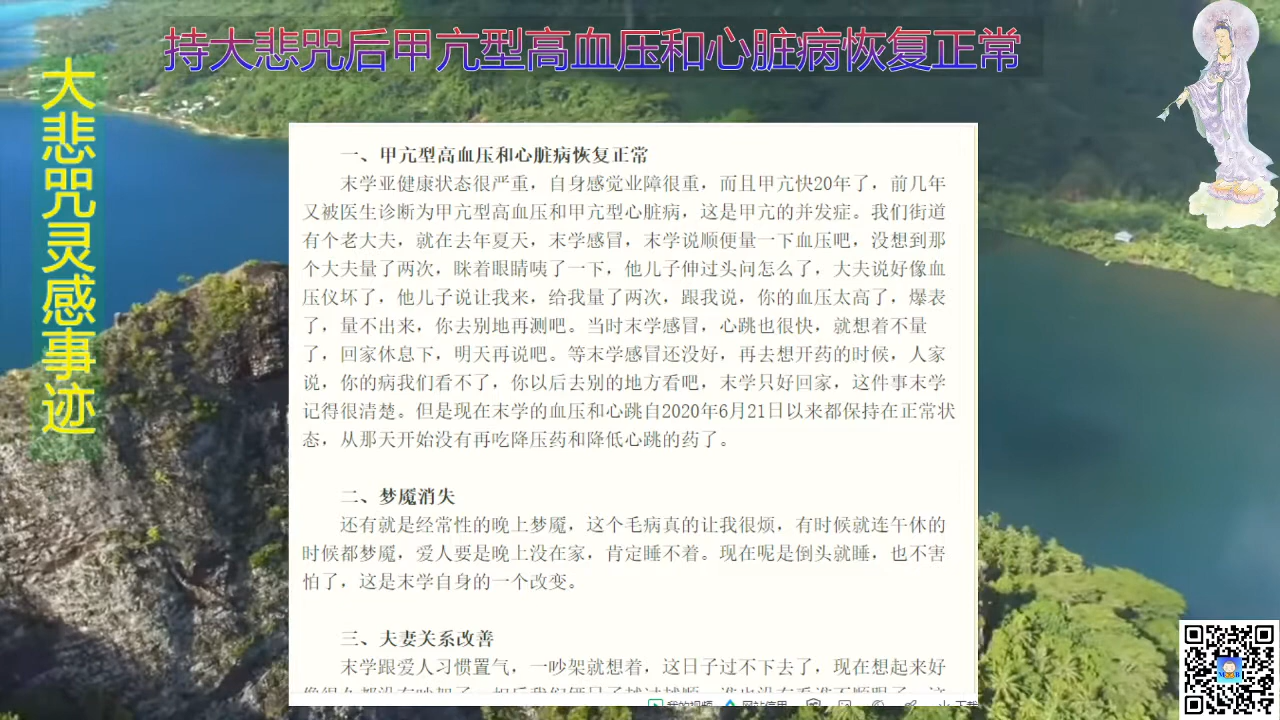 持大悲咒后甲亢型高血压和心脏病恢复正常
大悲咒灵感事迹
一、甲亢型高血压和心脏病恢复正常
末学亚健康状态很严重，自身感觉业障很重，而且甲亢快20年了，前几年
又被医生诊断为甲亢型高血压和甲亢型心脏病，这是甲亢的并发症。我们街道
有个老大夫，就在去年夏天，末学感冒，末学说顺便量一下血压吧，没想到那
个大夫量了两次，眯着眼睛咦了一下，他儿子伸过头问怎么了，大夫说好像血
压仪坏了，他儿子说让我来，给我量了两次，跟我说，你的血压太高了，爆表
了，量不出来，你去别地再测吧。当时末学感冒，心跳也很快，就想着不量
了，回家休息下，明天再说吧。等末学感冒还没好，再去想开药的时候，人家
说，你的病我们看不了，你以后去别的地方看吧，末学只好回家，这件事末学
记得很清楚。但是现在末学的血压和心跳自2020年6月21日以来都保持在正常状
态，从那天开始没有再吃降压药和降低心跳的药了。
二、梦魇消失
还有就是经常性的晚上梦魇，这个毛病真的让我很烦，有时候就连午休的
时候都梦魇，爱人要是晚上没在家，肯定睡不着。现在呢是倒头就睡，也不害
怕了，这是末学自身的一个改变。
三、夫妻关系改善
末学跟爱人习惯置气，一吵架就想着，这日子过不下去了，现在想起来好